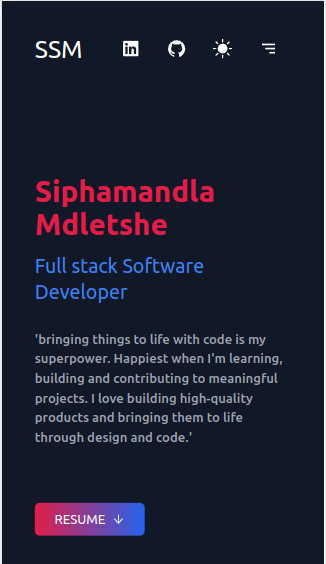 SSM
Siphamandla
Mdletshe
Full stack Software
Developer
'bringing things to life with code is my
superpower. Happiest when I'm learning,
building and contributing to meaningful
projects. I love building high-quality
products and bringing them to life
through design and code.'
RESUME